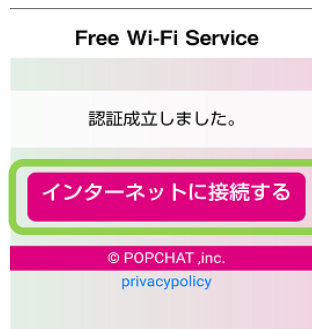 Free Wi-Fi Service
認証成立しました。
インターネットに接続する
© POPCHAT ,inc.
privacypolicy